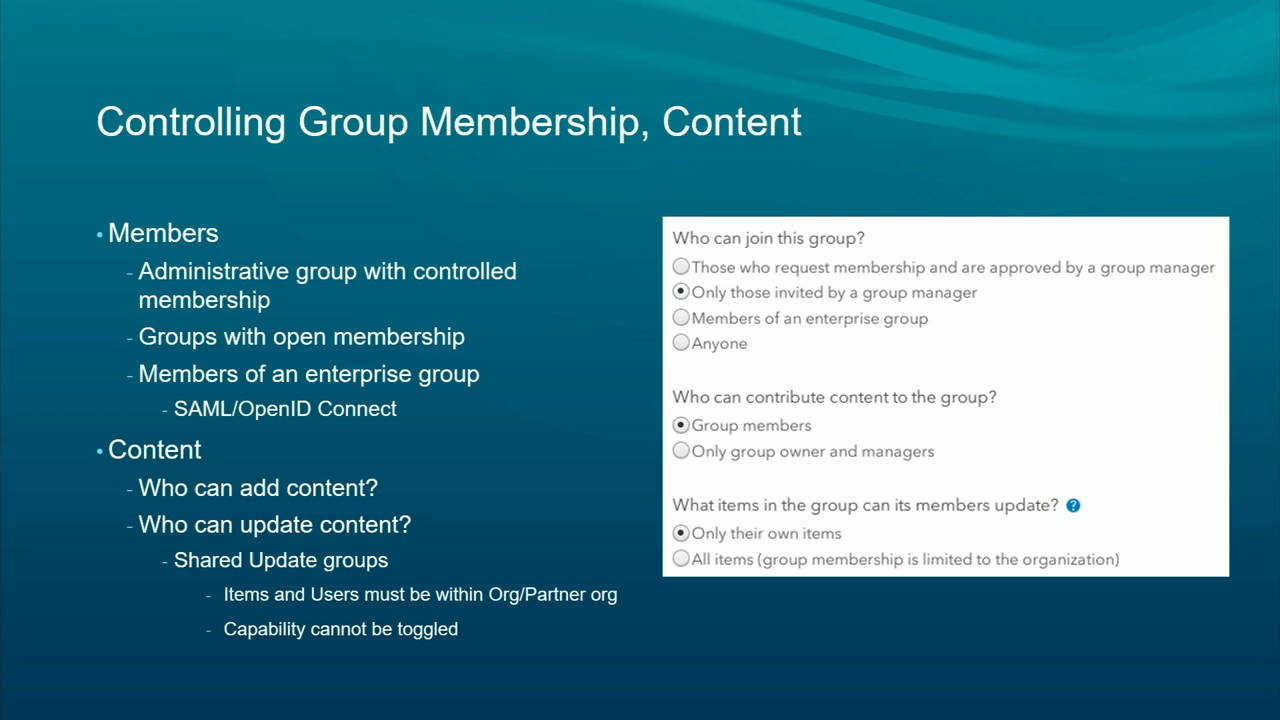 Controlling Group Membership, Content
• Members
- Administrative group with controlled
membership
- Groups with open membership
- Members of an enterprise group
- SAML/OpenID Connect
• Content
- Who can add content?
- Who can update content?
- Shared Update groups
- Items and Users must be within Org/Partner org
- Capability cannot be toggled
Who can join this group?
Those who request membership and are approved by a group manager
Only those invited by a group manager
Members of an enterprise group
Anyone
Who can contribute content to the group?
Group members
Only group owner and managers
What items in the group can its members update? ?
Only their own items
All items (group membership is limited to the organization)